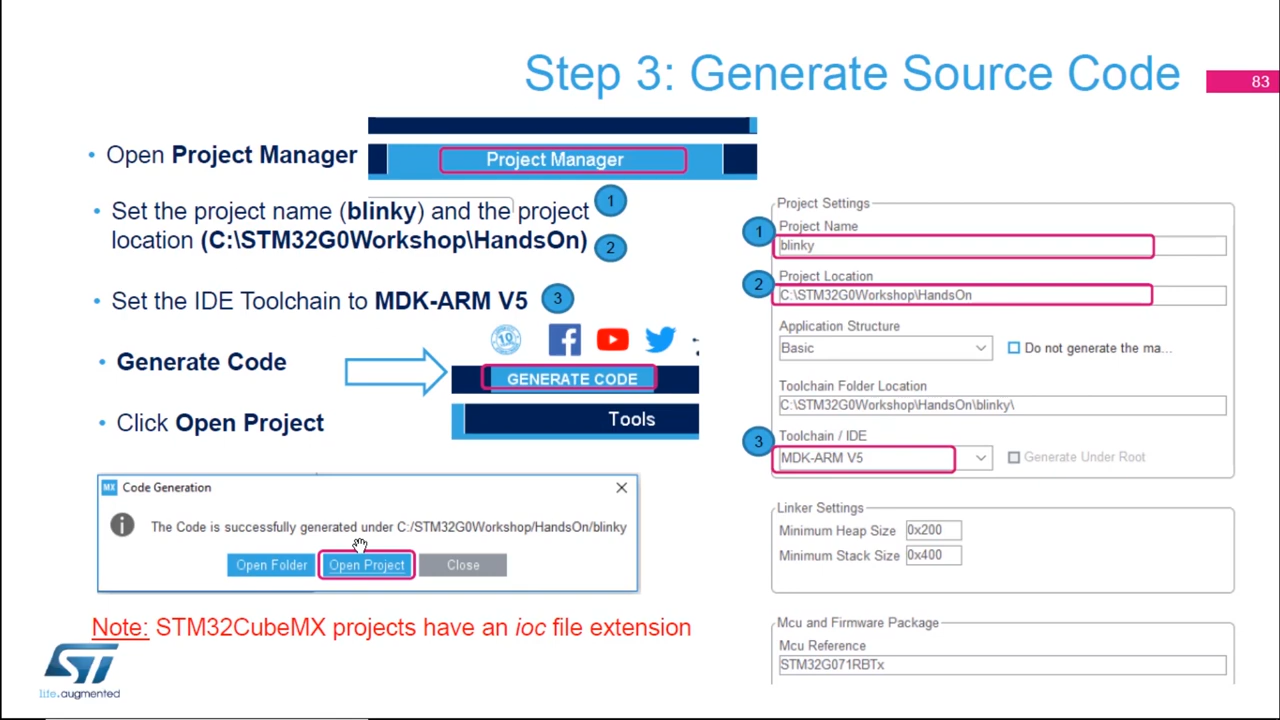 Step 3: Generate Source Code
83
• Open Project Manager
Project Manager
• Set the project name (blinky) and the project
location (C:\STM32G0Workshop\HandsOn)
1
2
• Set the IDE Toolchain to MDK-ARM V5
3
• Generate Code
10
GENERATE CODE
• Click Open Project
Tools
MX Code Generation
The Code is successfully generated under C:/STM32G0Workshop/HandsOn/blinky
Open Folder
Open Project
Close
Note: STM32CubeMX projects have an ioc file extension
ST
life.augmented
Project Settings
1
Project Name
blinky
2
Project Location
C:\STM32G0Workshop\HandsOn
Application Structure
Basic
Do not generate the ma...
Toolchain Folder Location
C:\STM32G0Workshop\HandsOn\blinky\
3
Toolchain / IDE
MDK-ARM V5
Generate Under Root
Linker Settings
Minimum Heap Size 0x200
Minimum Stack Size 0x400
Mcu and Firmware Package
Mcu Reference
STM32G071RBTx